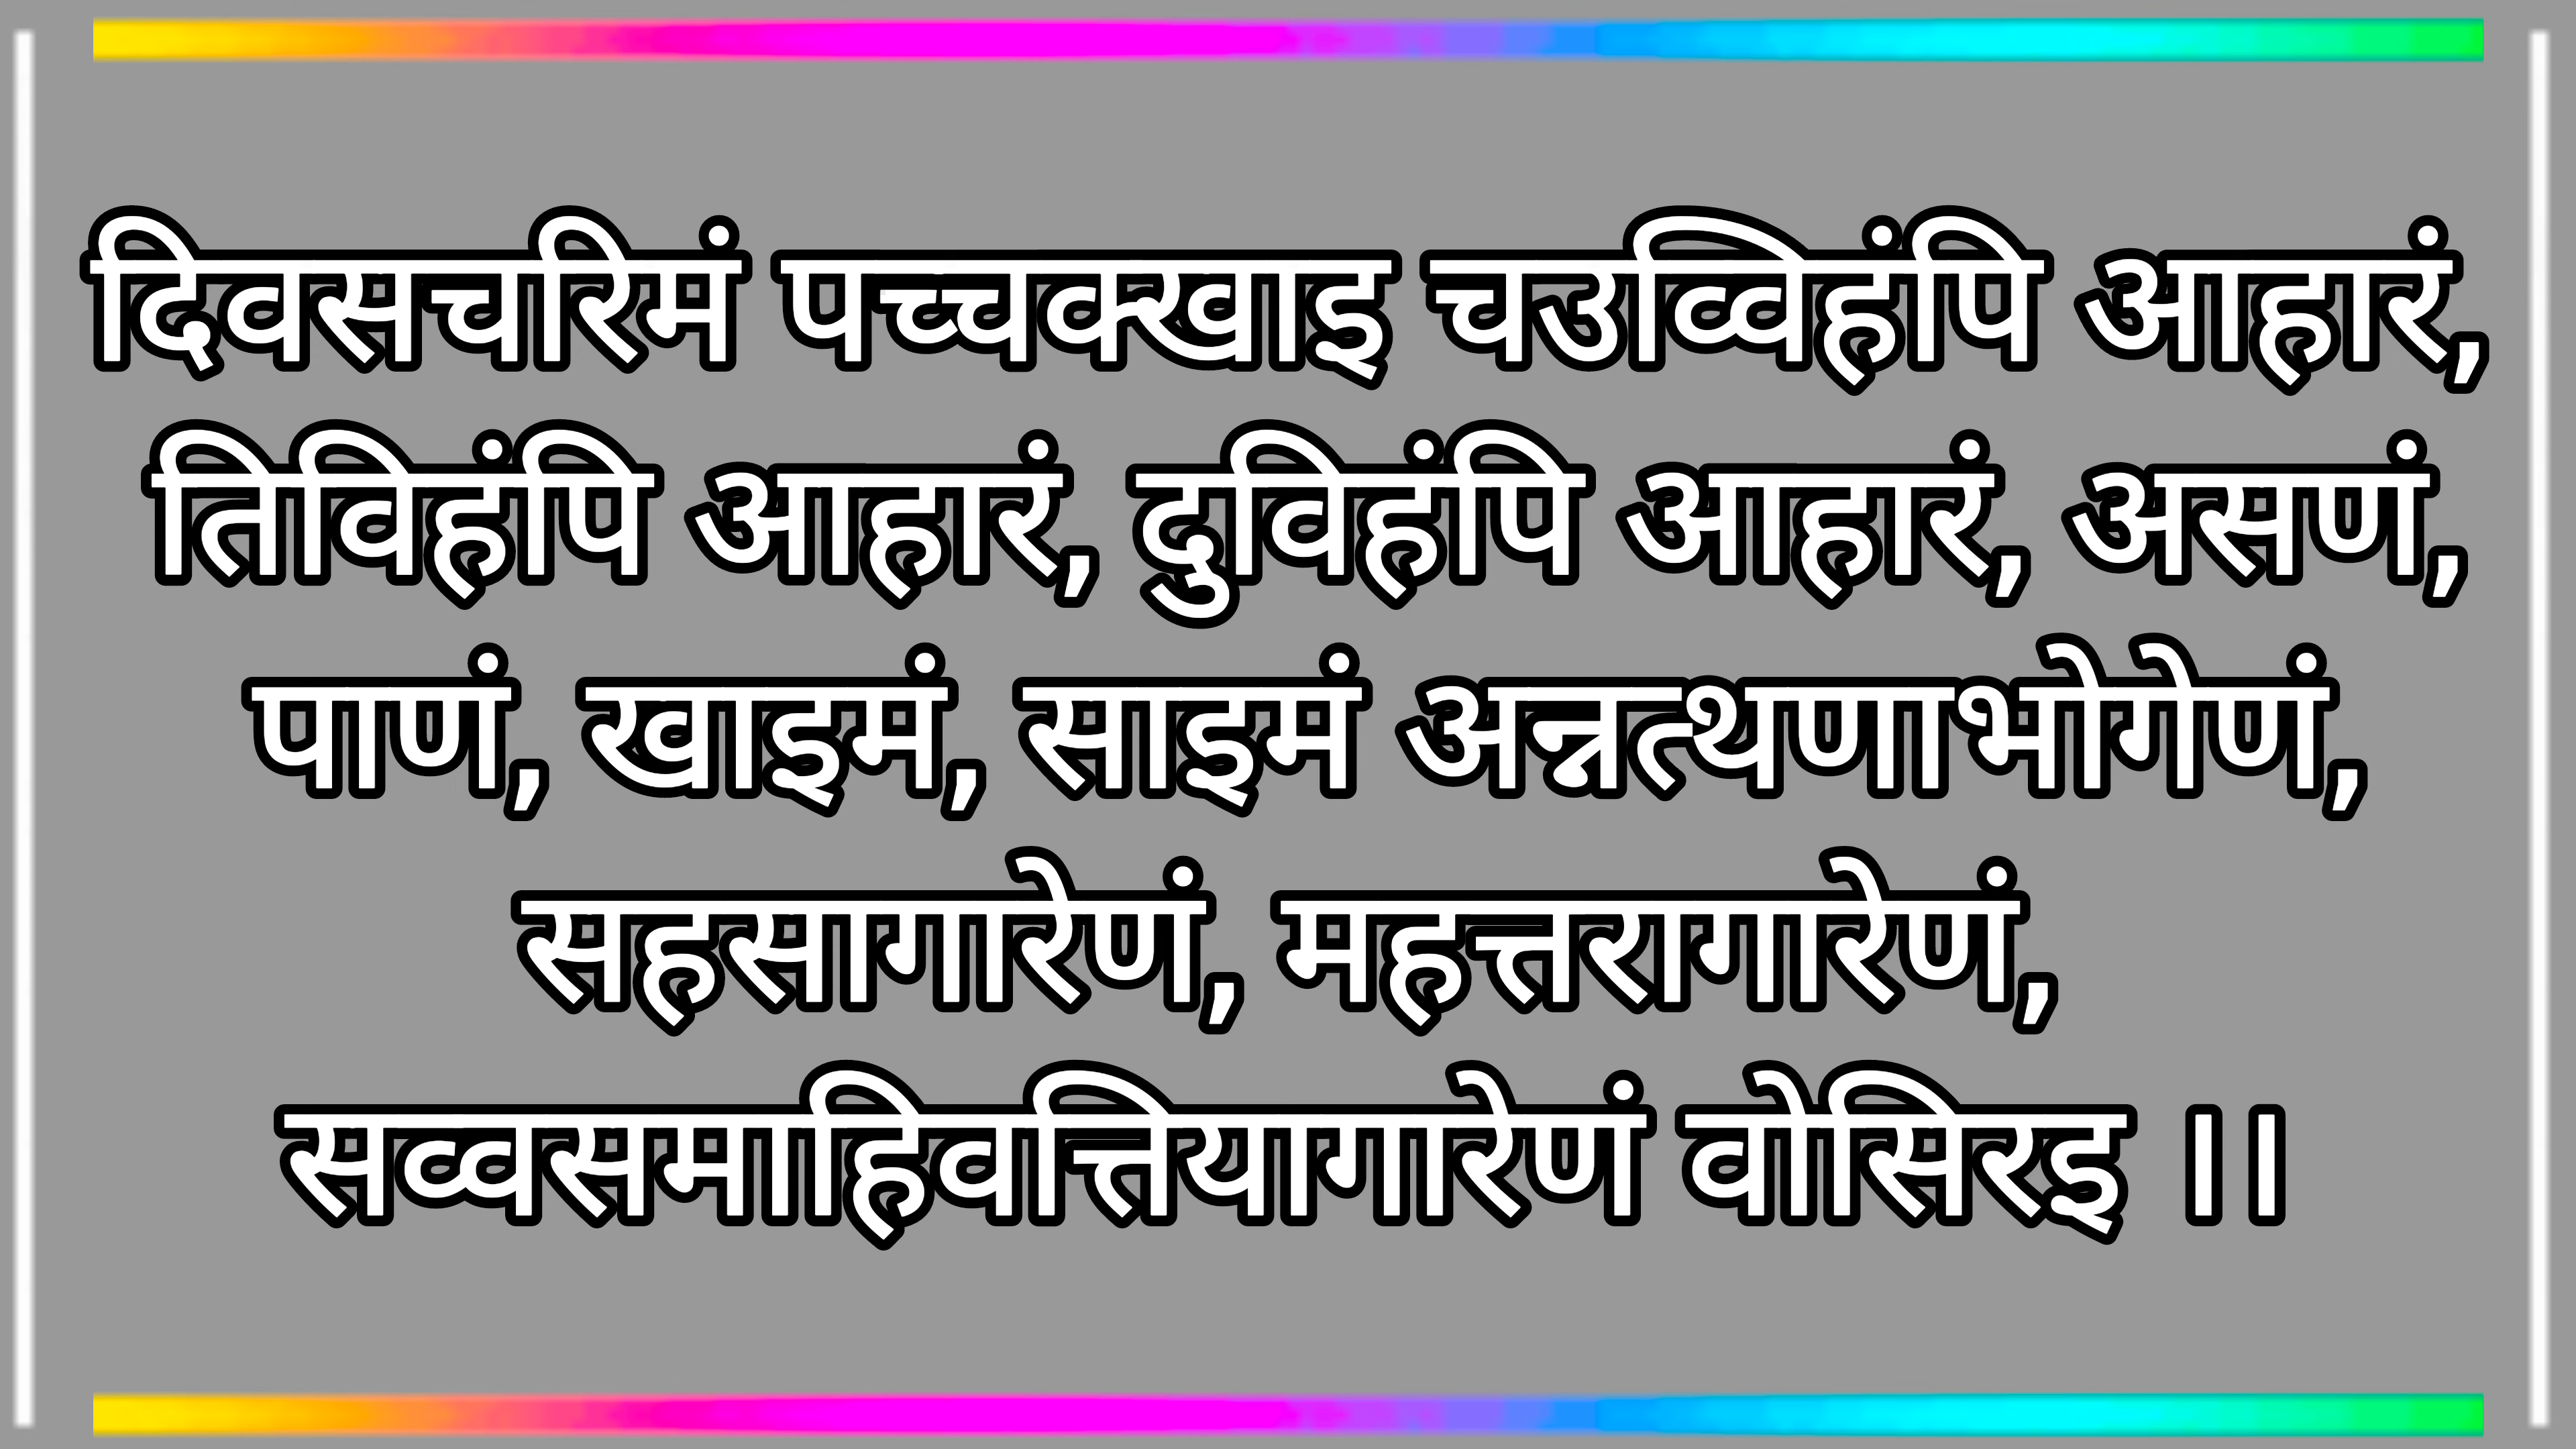 दिवसचरिमं पच्चक्खाइ चउव्विहंपि आहारं,
तिविहंपि आहारं, दुविहंपि आहारं, असणं,
पाणं, खाइमं, साइमं अन्नत्थणाभोगेणं,
सहसागारेणं, महत्तरागारेणं,
सव्वसमाहिवत्तियागारेणं वोसिरइ ।।